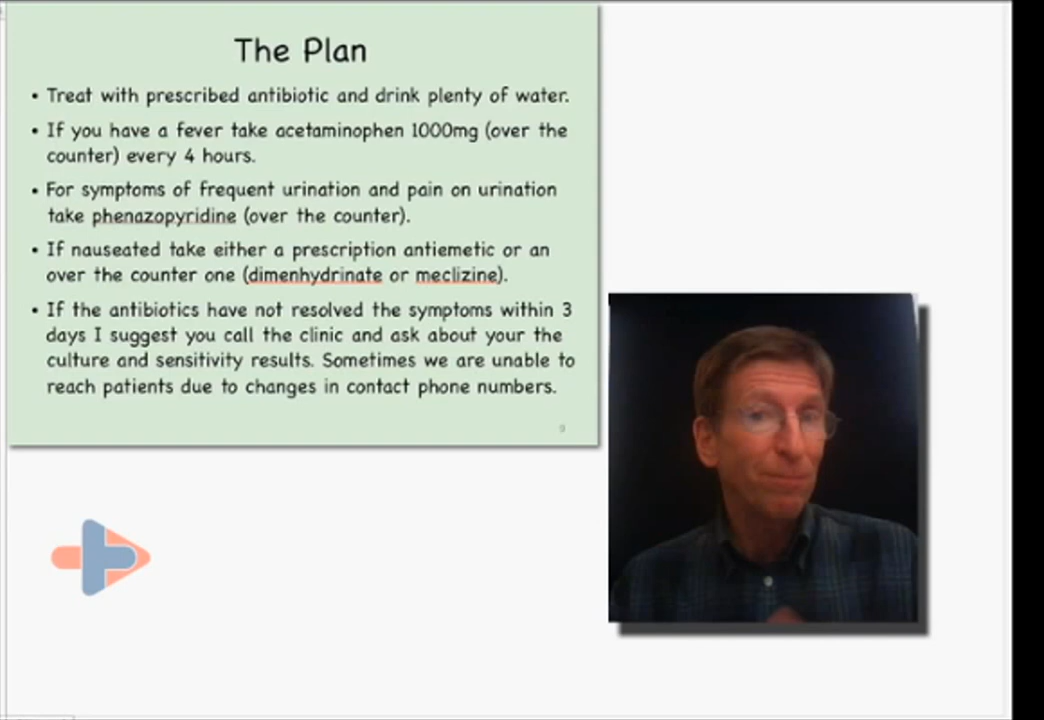 The Plan
• Treat with prescribed antibiotic and drink plenty of water.
• If you have a fever take acetaminophen 1000mg (over the
counter) every 4 hours.
• For symptoms of frequent urination and pain on urination
take phenazopyridine (over the counter).
• If nauseated take either a prescription antiemetic or an
over the counter one (dimenhydrinate or meclizine).
• If the antibiotics have not resolved the symptoms within 3
days I suggest you call the clinic and ask about your the
culture and sensitivity results. Sometimes we are unable to
reach patients due to changes in contact phone numbers.
9